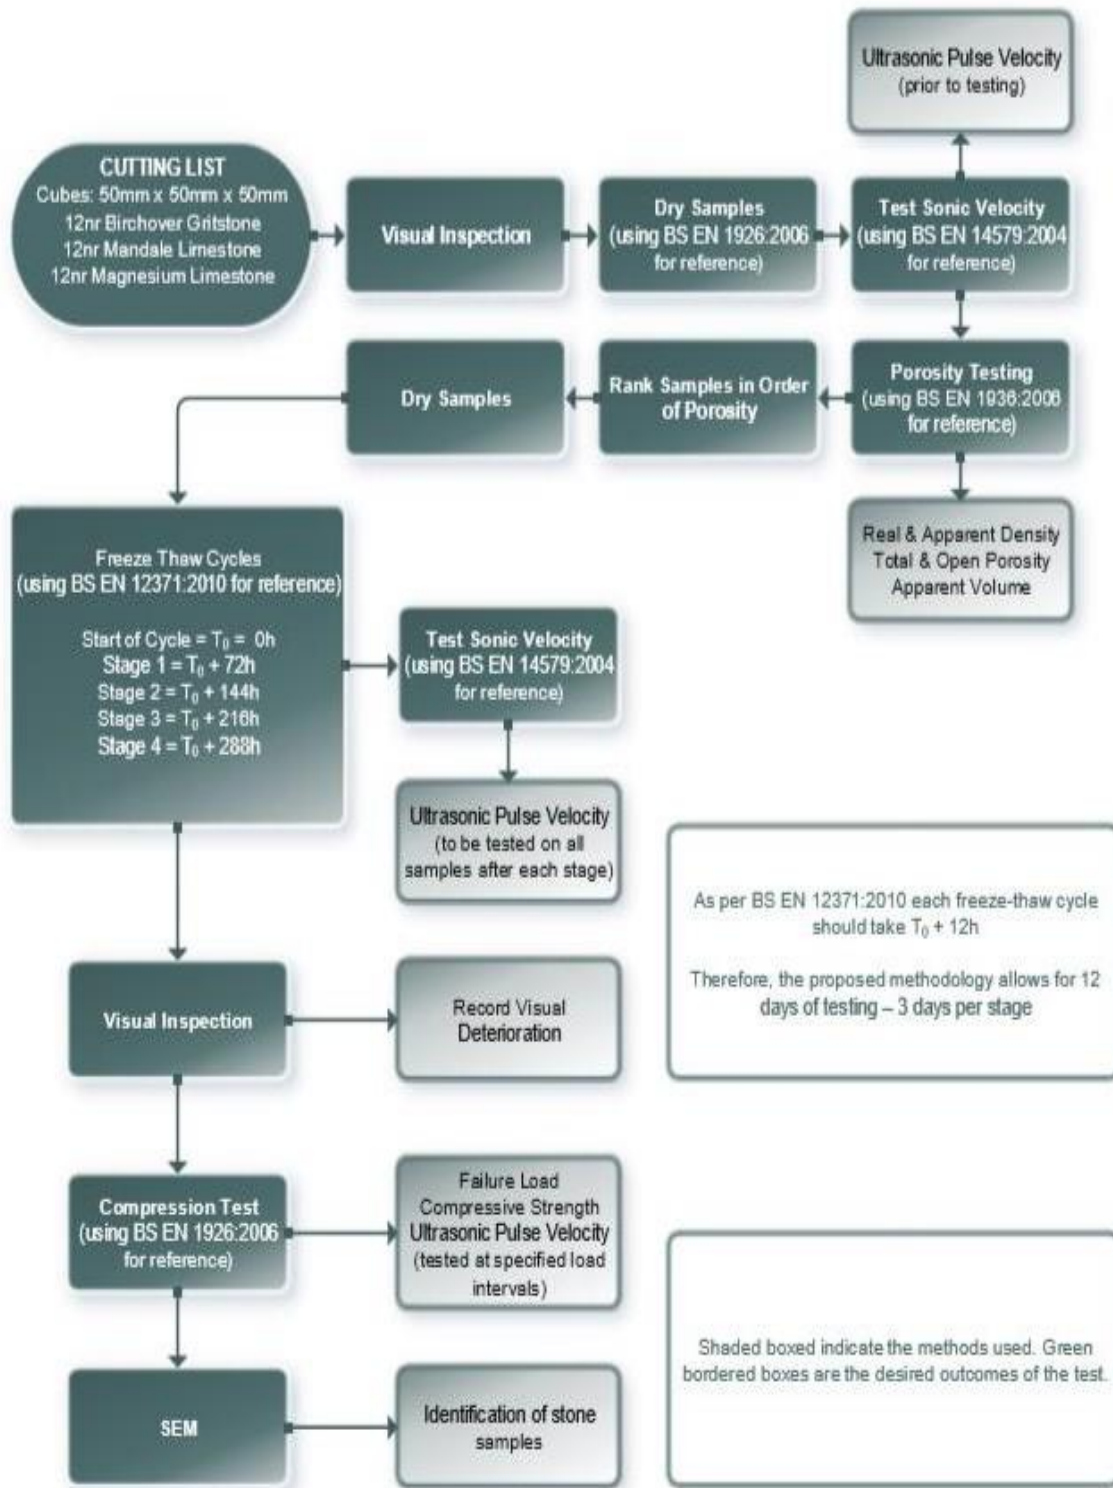 Ultrasonic Pulse Velocity
(prior to testing)
CUTTING LIST
Cubes: 50mm x 50mm x 50mm
12nr Birchover Gritstone
12nr Mandale Limestone
12nr Magnesium Limestone
Visual Inspection
Dry Samples
(using BS EN 1926:2006
for reference)
Test Sonic Velocity
(using BS EN 14579:2004
for reference)
Dry Samples
Rank Samples in Order
of Porosity
Porosity Testing
(using BS EN 1936:2006
for reference)
Real & Apparent Density
Total & Open Porosity
Apparent Volume
Freeze Thaw Cycles
(using BS EN 12371:2010 for reference)
Start of Cycle = T₀ = 0h
Stage 1 = T₀ + 72h
Stage 2 = T₀ + 144h
Stage 3 = T₀ + 216h
Stage 4 = T₀ + 288h
Test Sonic Velocity
(using BS EN 14579:2004
for reference)
Ultrasonic Pulse Velocity
(to be tested on all
samples after each stage)
As per BS EN 12371:2010 each freeze-thaw cycle
should take T₀ + 12h
Therefore, the proposed methodology allows for 12
days of testing – 3 days per stage
Visual Inspection
Record Visual
Deterioration
Compression Test
(using BS EN 1926:2006
for reference)
Failure Load
Compressive Strength
Ultrasonic Pulse Velocity
(tested at specified load
intervals)
Shaded boxed indicate the methods used. Green
bordered boxes are the desired outcomes of the test.
SEM
Identification of stone
samples